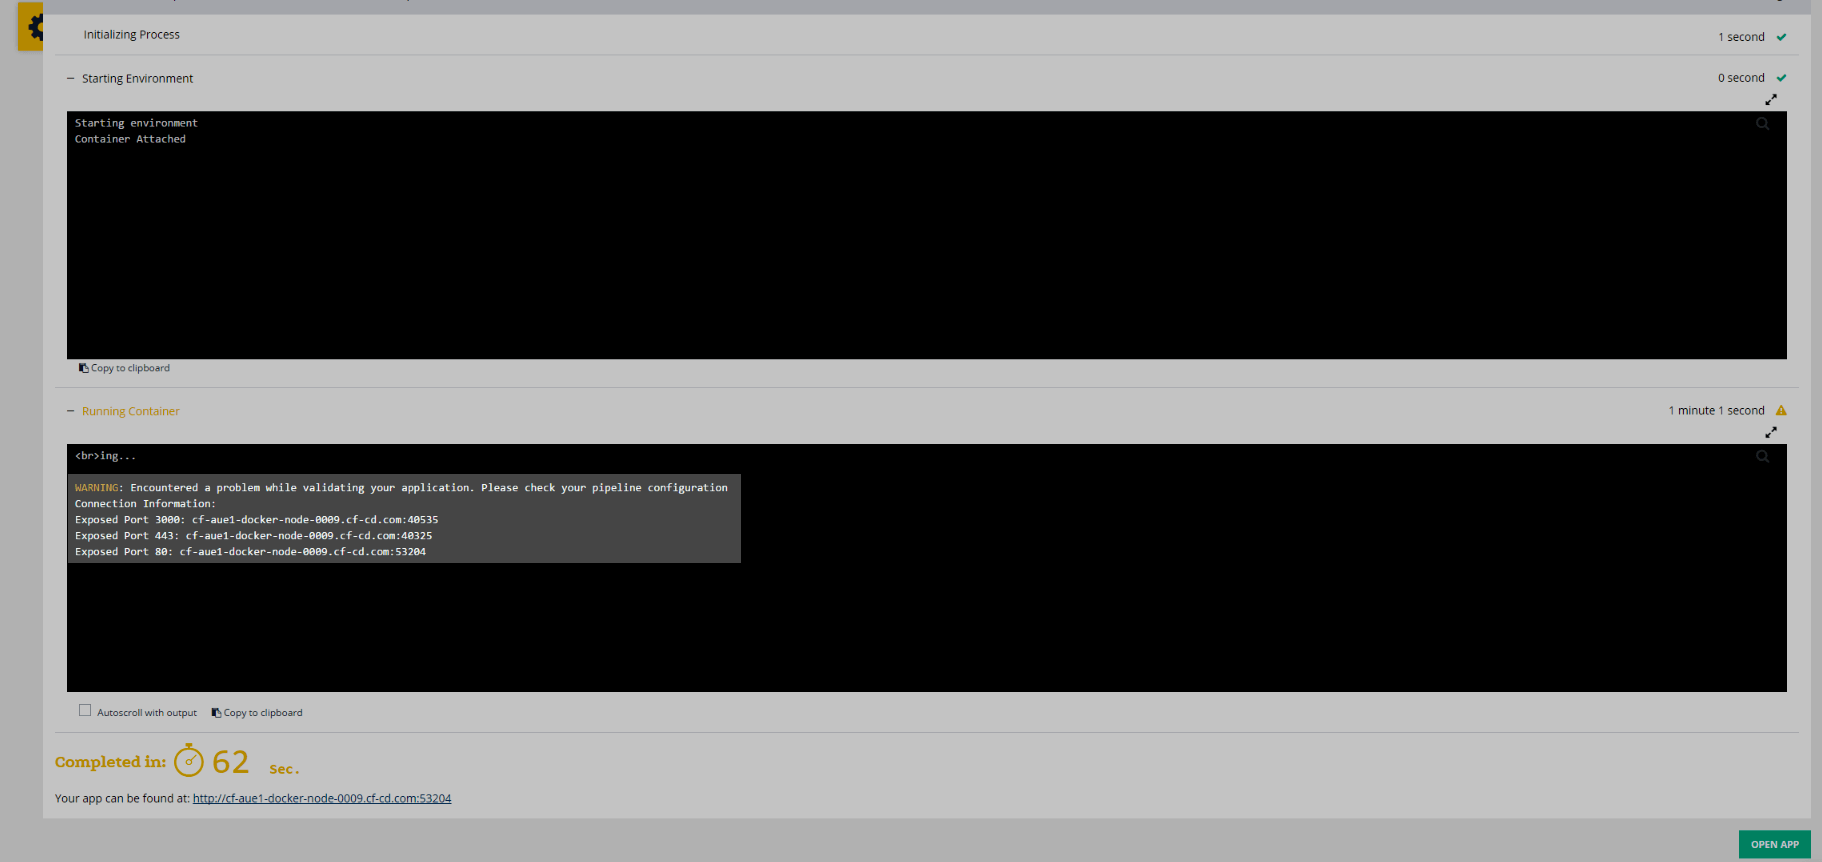 Initializing Process
1 second
− Starting Environment
0 second
Starting environment
Container Attached
Copy to clipboard
− Running Container
1 minute 1 second
<br>ing...
WARNING: Encountered a problem while validating your application. Please check your pipeline configuration
Connection Information:
Exposed Port 3000: cf-aue1-docker-node-0009.cf-cd.com:40535
Exposed Port 443: cf-aue1-docker-node-0009.cf-cd.com:40325
Exposed Port 80: cf-aue1-docker-node-0009.cf-cd.com:53204
Autoscroll with output
Copy to clipboard
Completed in: 62 Sec.
Your app can be found at: http://cf-aue1-docker-node-0009.cf-cd.com:53204
OPEN APP